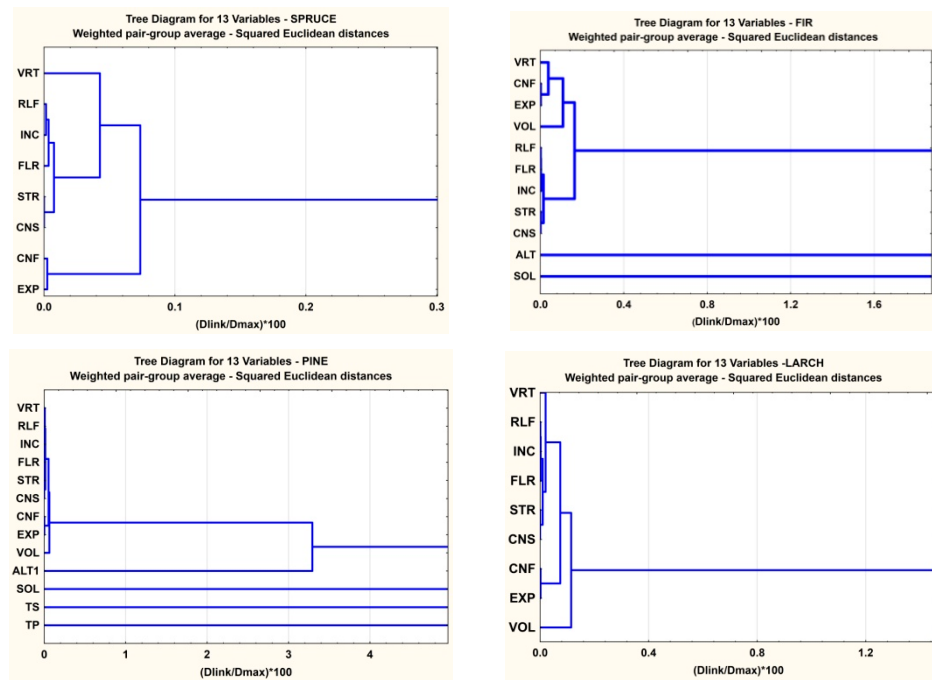 Tree Diagram for 13 Variables - SPRUCE
Weighted pair-group average - Squared Euclidean distances
VRT
RLF
INC
FLR
STR
CNS
CNF
EXP
0.0 0.1 0.2 0.3
(Dlink/Dmax)*100
Tree Diagram for 13 Variables - FIR
Weighted pair-group average - Squared Euclidean distances
VRT
CNF
EXP
VOL
RLF
FLR
INC
STR
CNS
ALT
SOL
0.0 0.4 0.8 1.2 1.6
(Dlink/Dmax)*100
Tree Diagram for 13 Variables - PINE
Weighted pair-group average - Squared Euclidean distances
VRT
RLF
INC
FLR
STR
CNS
CNF
EXP
VOL
ALT1
SOL
TS
TP
0 1 2 3 4
(Dlink/Dmax)*100
Tree Diagram for 13 Variables -LARCH
Weighted pair-group average - Squared Euclidean distances
VRT
RLF
INC
FLR
STR
CNS
CNF
EXP
VOL
0.0 0.4 0.8 1.2
(Dlink/Dmax)*100